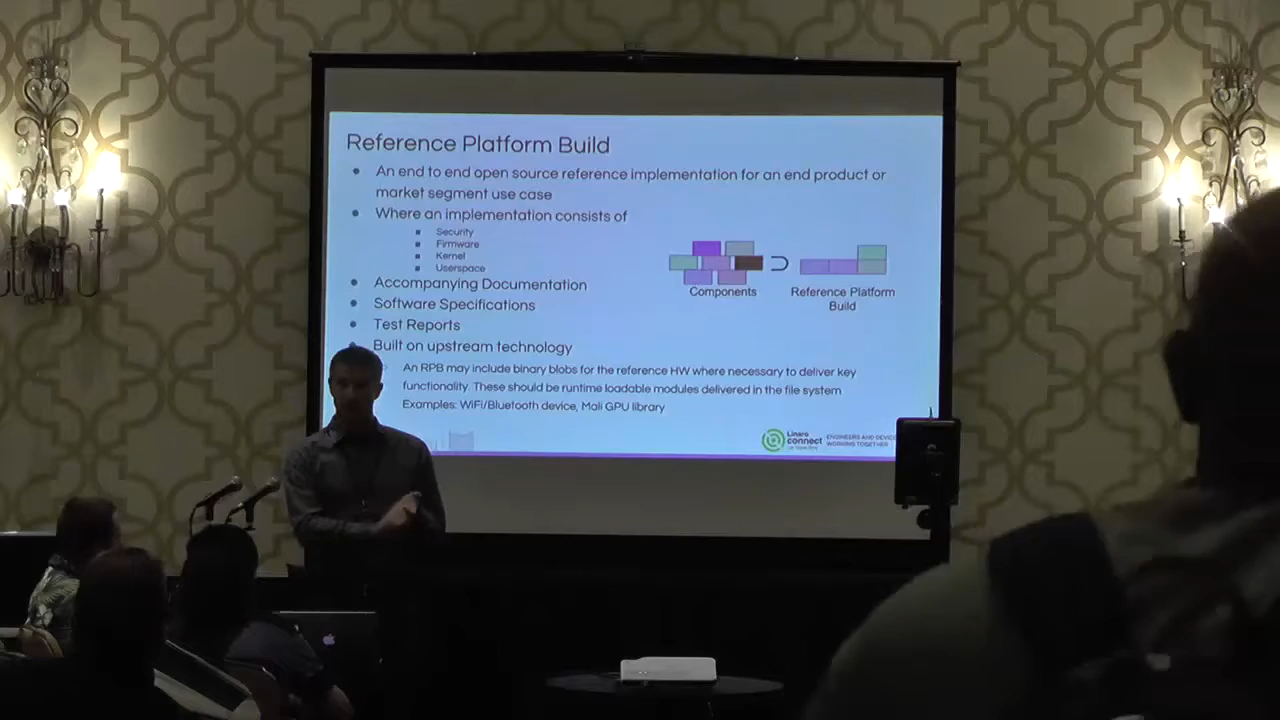 Reference Platform Build
An end to end open source reference implementation for an end product or
market segment use case
Where an implementation consists of
Security
Firmware
Kernel
Userspace
Accompanying Documentation
Software Specifications
Test Reports
Built on upstream technology
An RPB may include binary blobs for the reference HW where necessary to deliver key
functionality. These should be runtime loadable modules delivered in the file system
Examples: WiFi/Bluetooth device, Mali GPU library
Components
Reference Platform
Build
Linaro
connect
ENGINEERS AND
WORKING TOGETHER